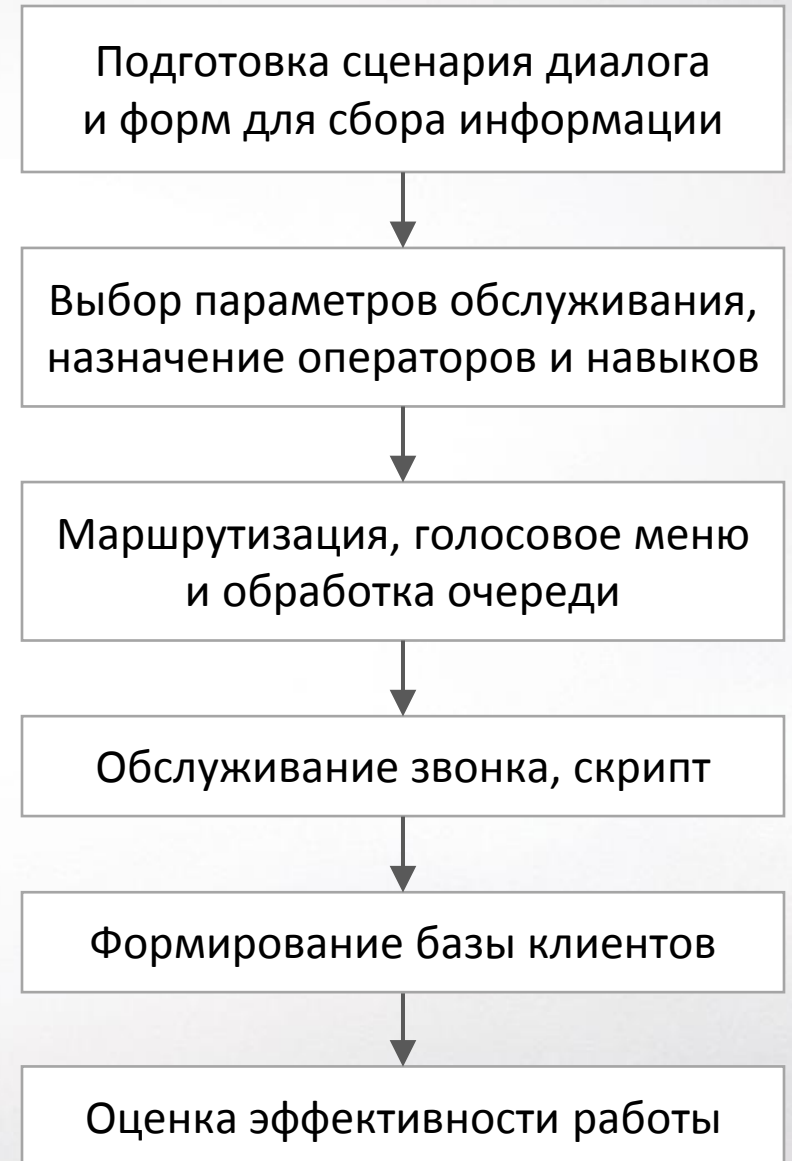 Подготовка сценария диалога
и форм для сбора информации
Выбор параметров обслуживания,
назначение операторов и навыков
Маршрутизация, голосовое меню
и обработка очереди
Обслуживание звонка, скрипт
Формирование базы клиентов
Оценка эффективности работы